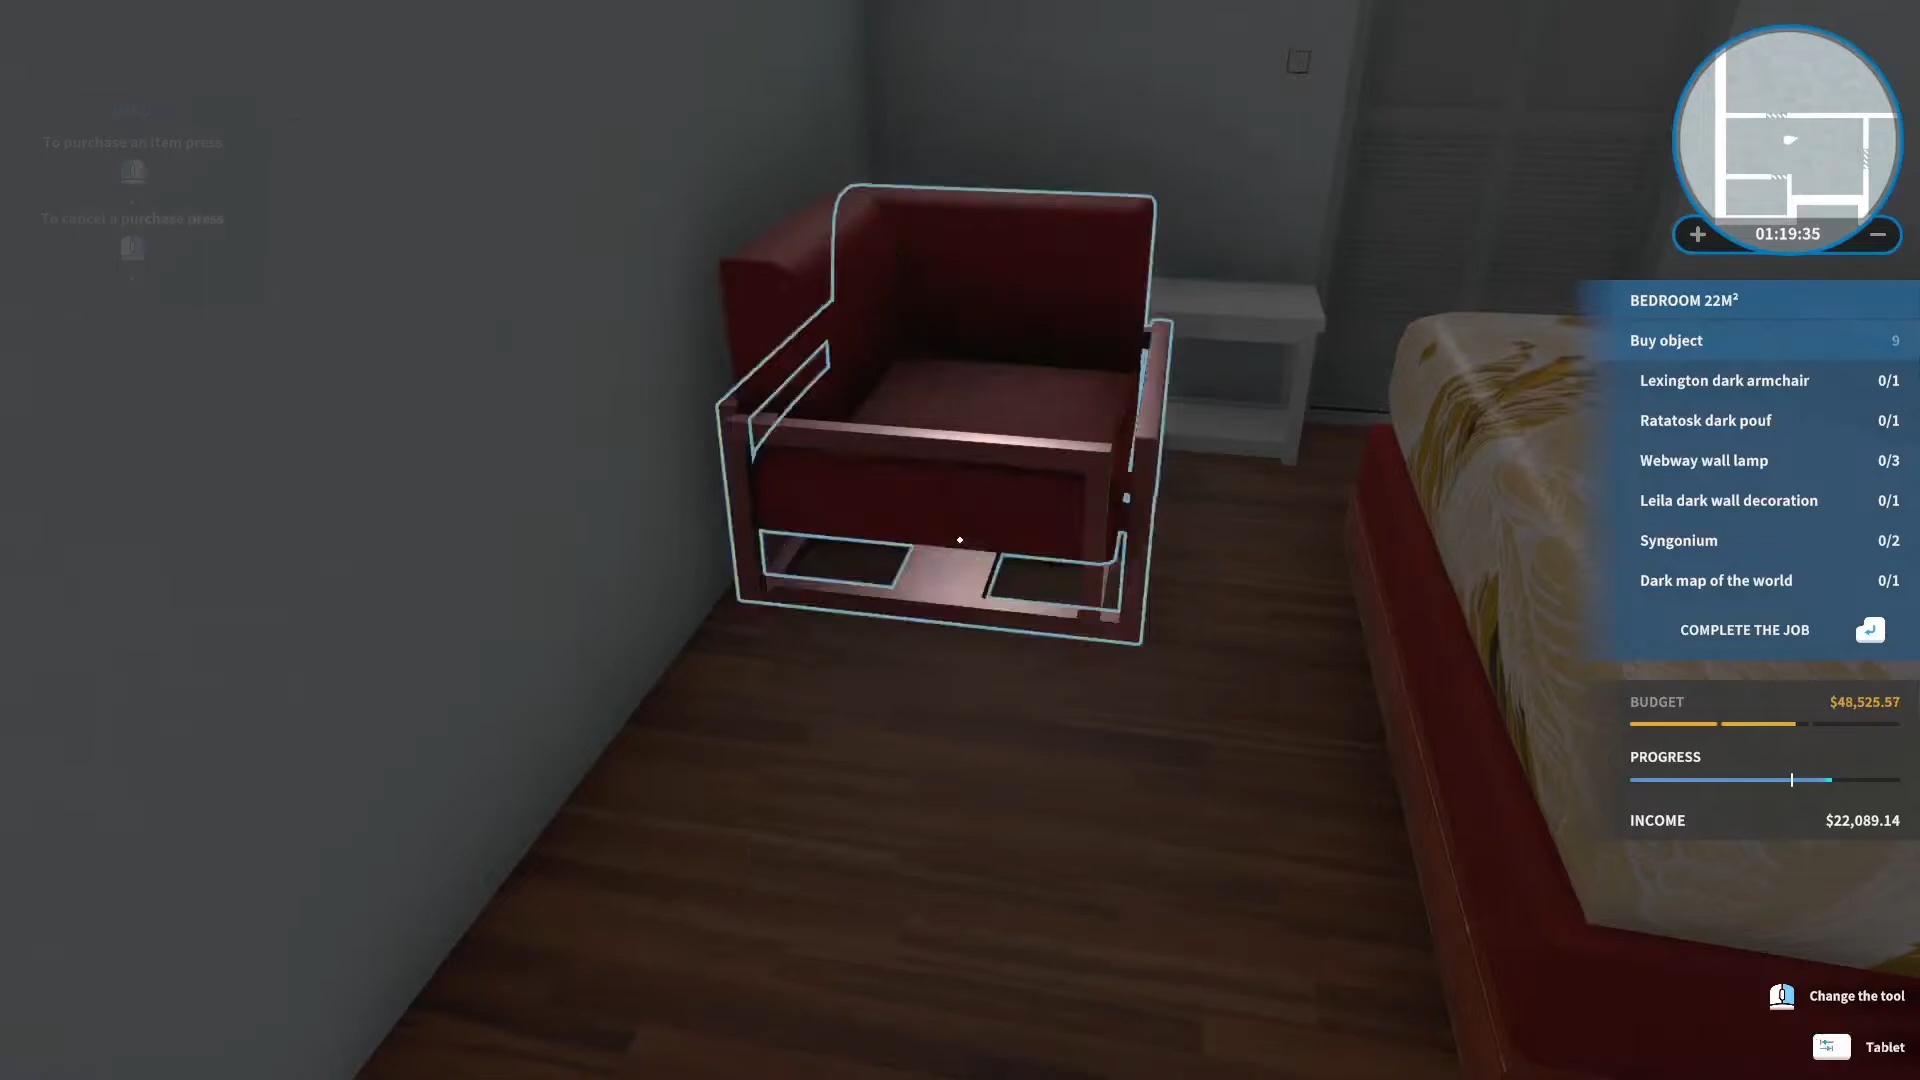 To purchase an item press
To cancel a purchase press
01:19:35
BEDROOM 22M²
Buy object 9
Lexington dark armchair 0/1
Ratatosk dark pouf 0/1
Webway wall lamp 0/3
Leila dark wall decoration 0/1
Syngonium 0/2
Dark map of the world 0/1
COMPLETE THE JOB
BUDGET $48,525.57
PROGRESS
INCOME $22,089.14
Change the tool
Tablet